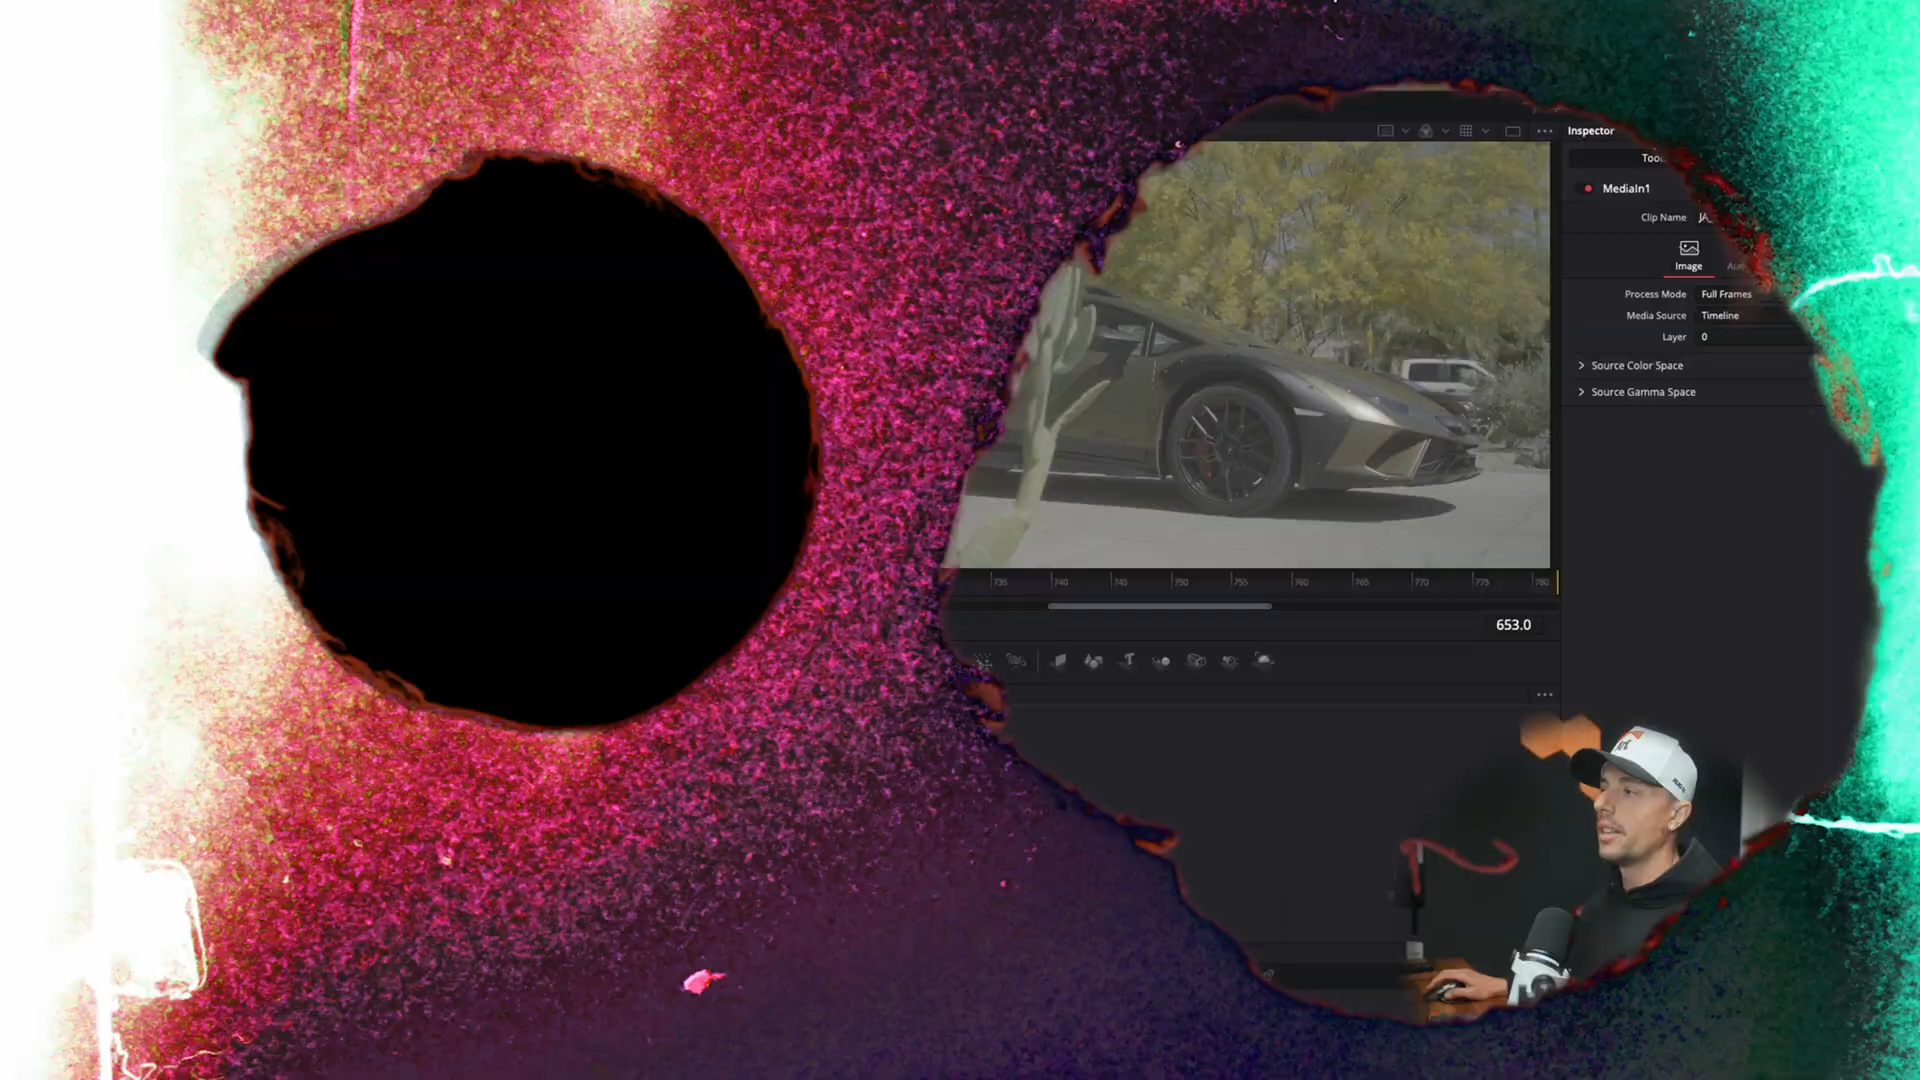 Inspector
MediaIn1
Clip Name
Image
Process Mode Full Frames
Media Source Timeline
Layer 0
Source Color Space
Source Gamma Space
735 740 745 750 755 760 765 770 775 780
653.0